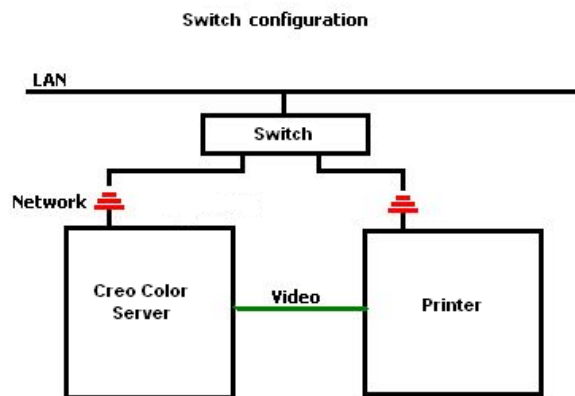 Switch configuration
LAN
Switch
Network
Creo Color
Server
Video
Printer